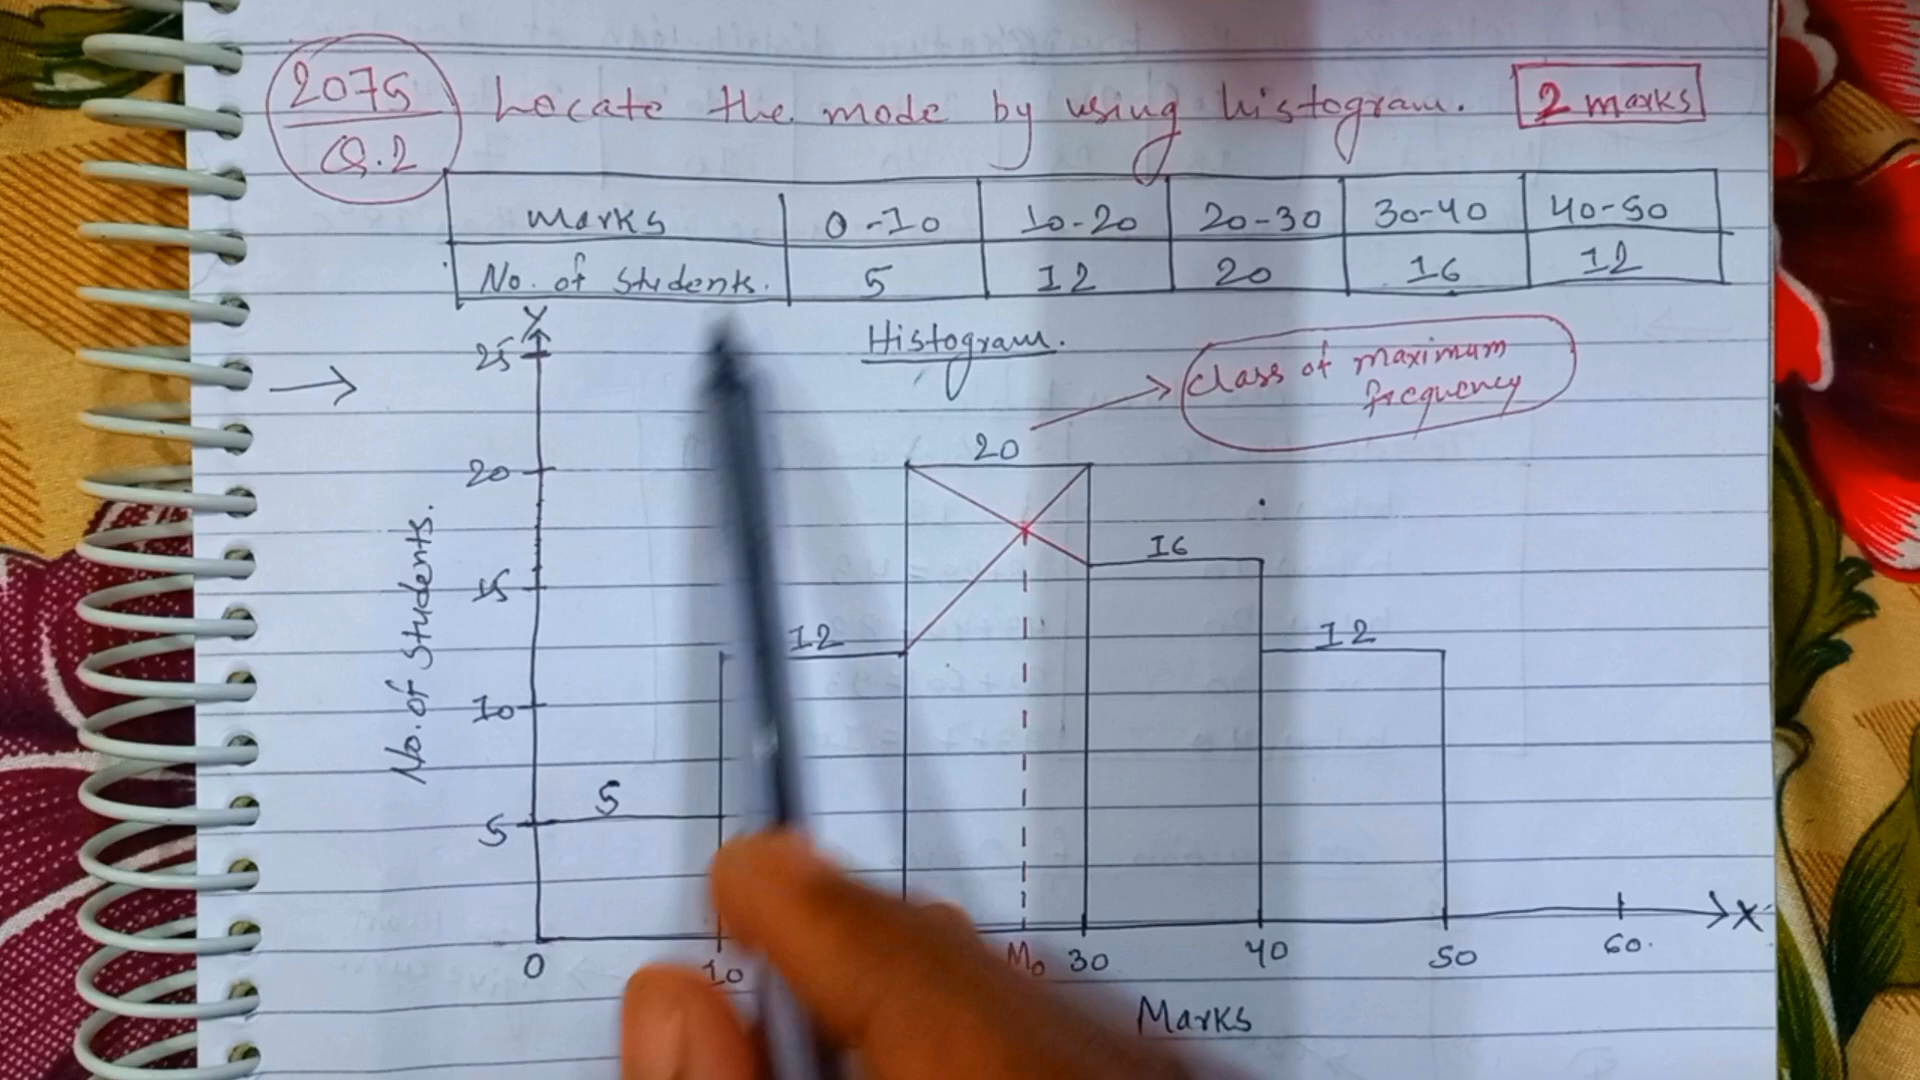 2075
Q.2
Locate the mode by using histogram.
2 marks
Marks 0-10 10-20 20-30 30-40 40-50
No. of Students. 5 12 20 16 12
Histogram.
Y
25
20
15
10
5
No. of Students.
class of maximum
frequency
20
16
12
12
5
0 10 Mo 30 40 50 60.
X
Marks